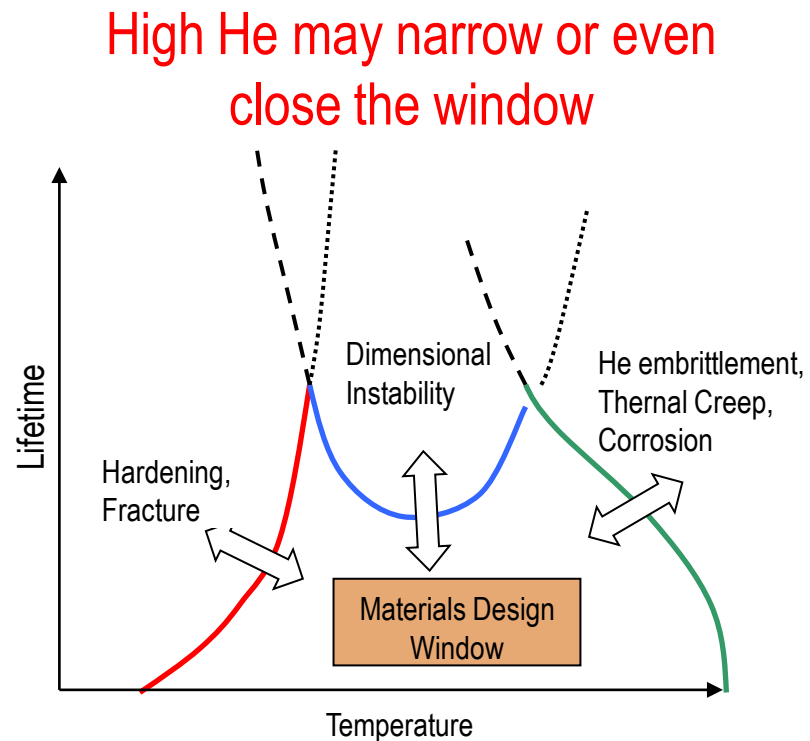 High He may narrow or even
close the window
Lifetime
Dimensional
Instability
He embrittlement,
Thernal Creep,
Corrosion
Hardening,
Fracture
Materials Design
Window
Temperature